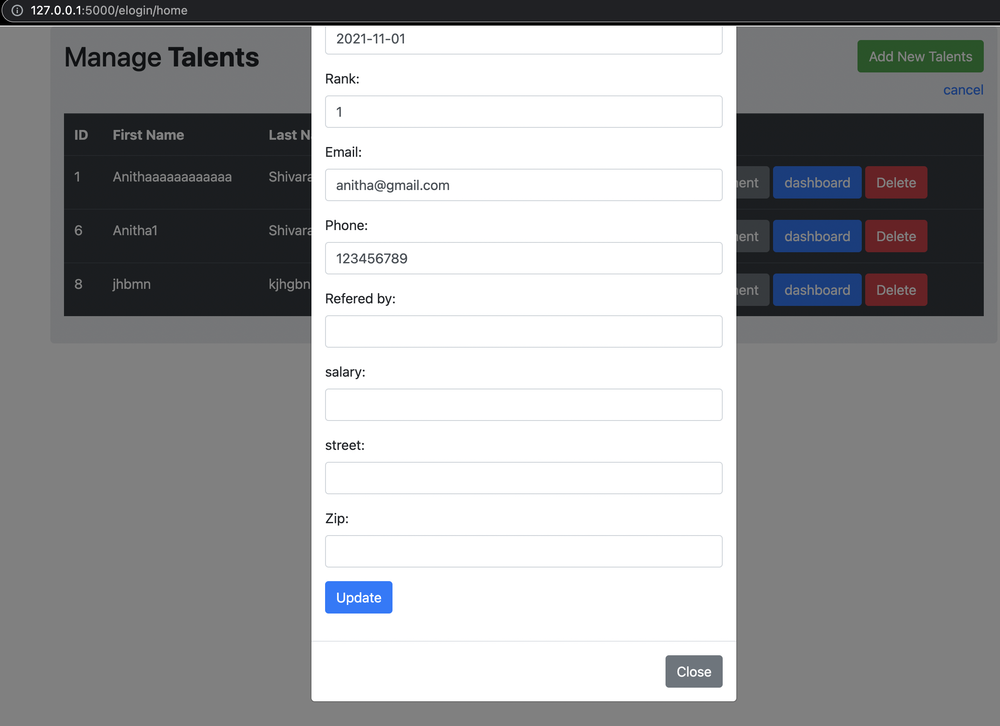 127.0.0.1:5000/elogin/home
Manage Talents
Add New Talents
cancel
ID First Name Last N
1 Anithaaaaaaaaaaaa Shivara ent dashboard Delete
6 Anitha1 Shivara ent dashboard Delete
8 jhbmn kjhgbn ent dashboard Delete
2021-11-01
Rank:
1
Email:
anitha@gmail.com
Phone:
123456789
Refered by:
salary:
street:
Zip:
Update
Close